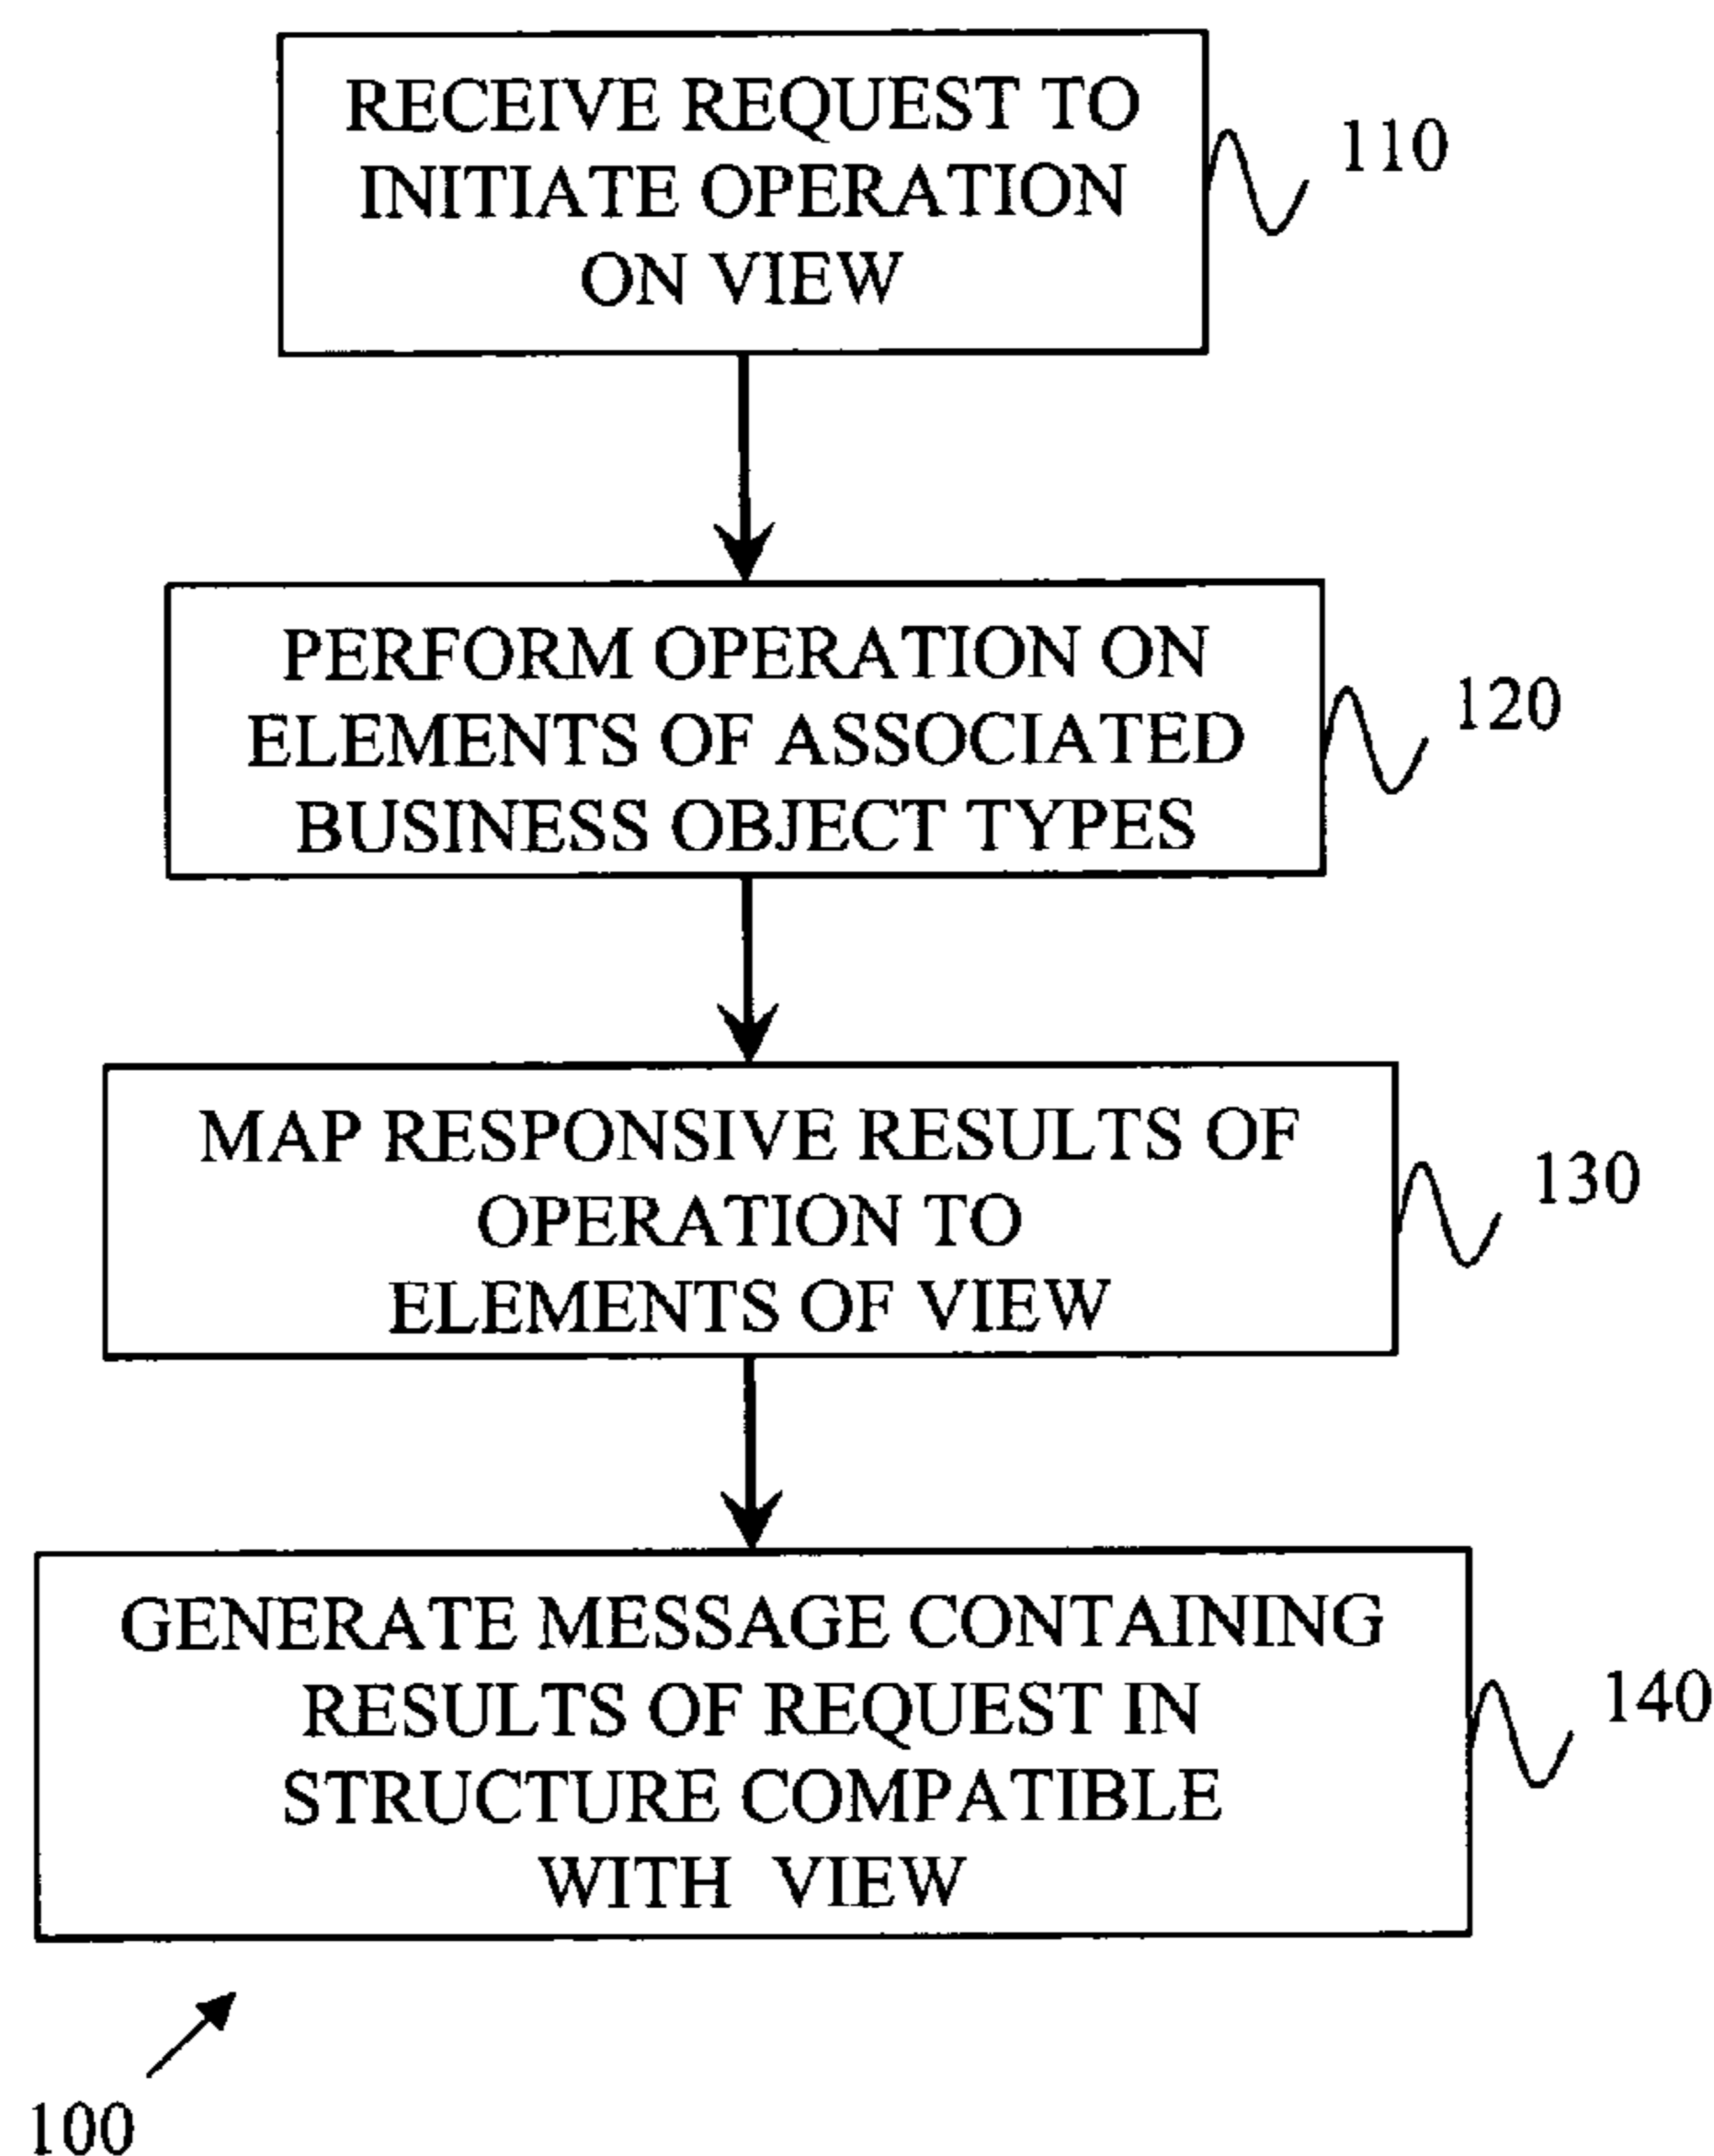 RECEIVE REQUEST TO
INITIATE OPERATION
ON VIEW
110
PERFORM OPERATION ON
ELEMENTS OF ASSOCIATED
BUSINESS OBJECT TYPES
120
MAP RESPONSIVE RESULTS OF
OPERATION TO
ELEMENTS OF VIEW
130
GENERATE MESSAGE CONTAINING
RESULTS OF REQUEST IN
STRUCTURE COMPATIBLE
WITH VIEW
140
100